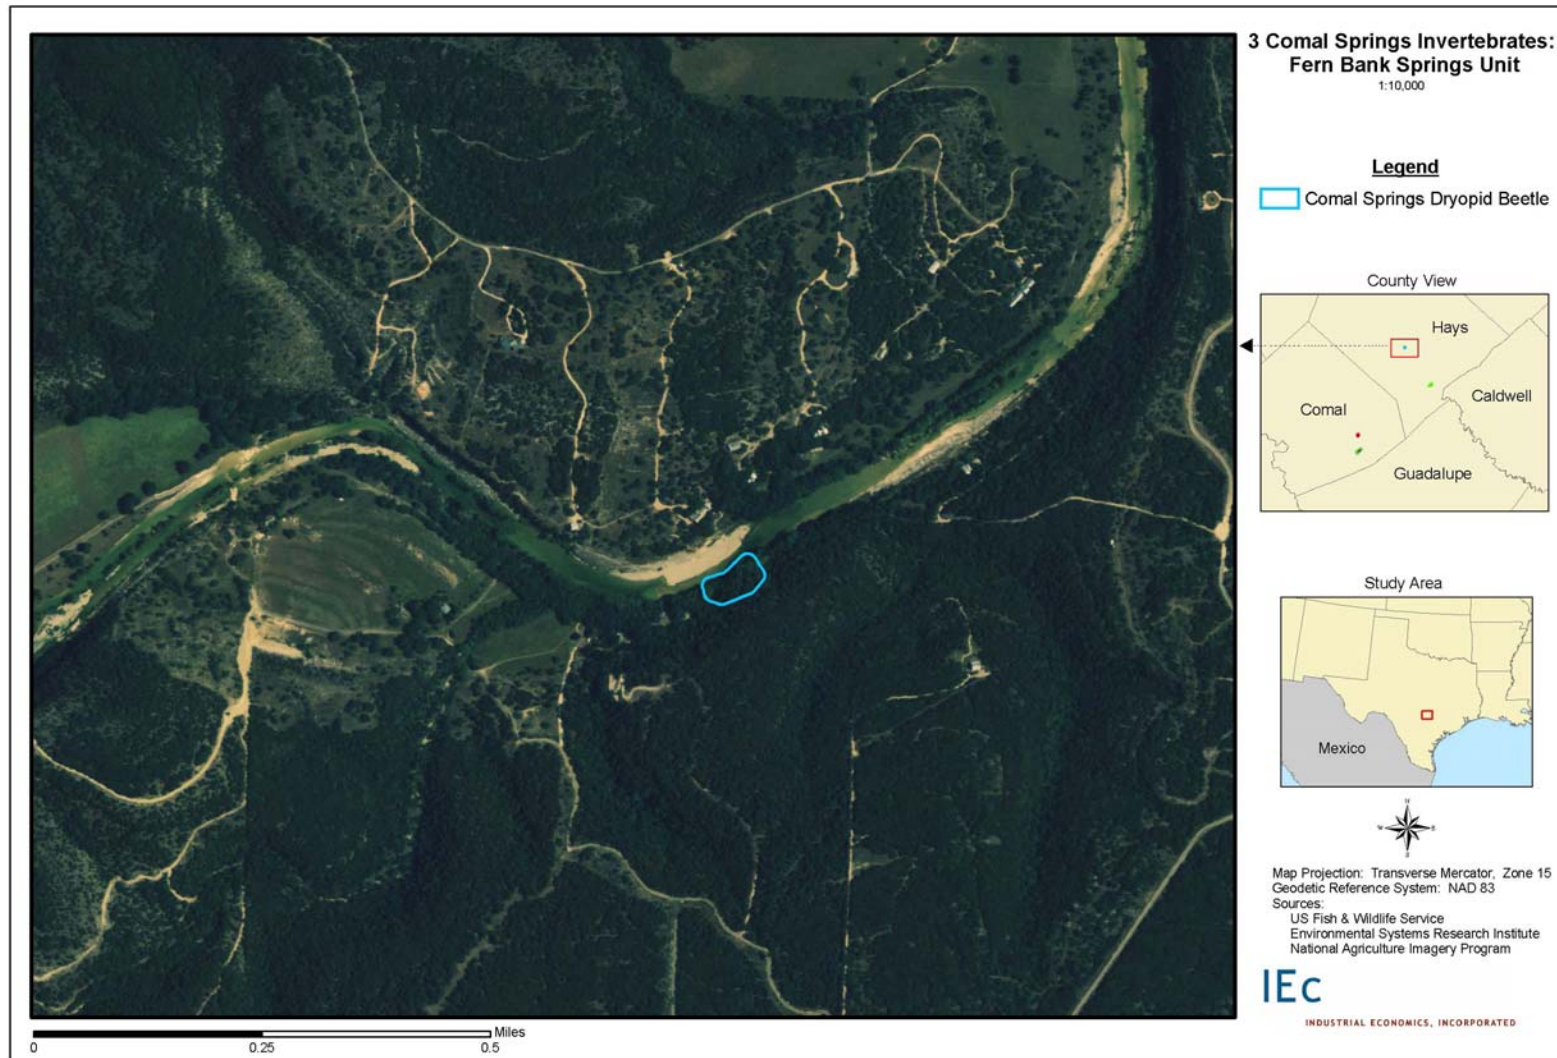 3 Comal Springs Invertebrates:
Fern Bank Springs Unit
1:10,000
Legend
Comal Springs Dryopid Beetle
County View
Hays
Comal
Caldwell
Guadalupe
Study Area
Mexico
N
W E
S
Map Projection: Transverse Mercator, Zone 15
Geodetic Reference System: NAD 83
Sources:
US Fish & Wildlife Service
Environmental Systems Research Institute
National Agriculture Imagery Program
IEc
INDUSTRIAL ECONOMICS, INCORPORATED
Miles
0 0.25 0.5